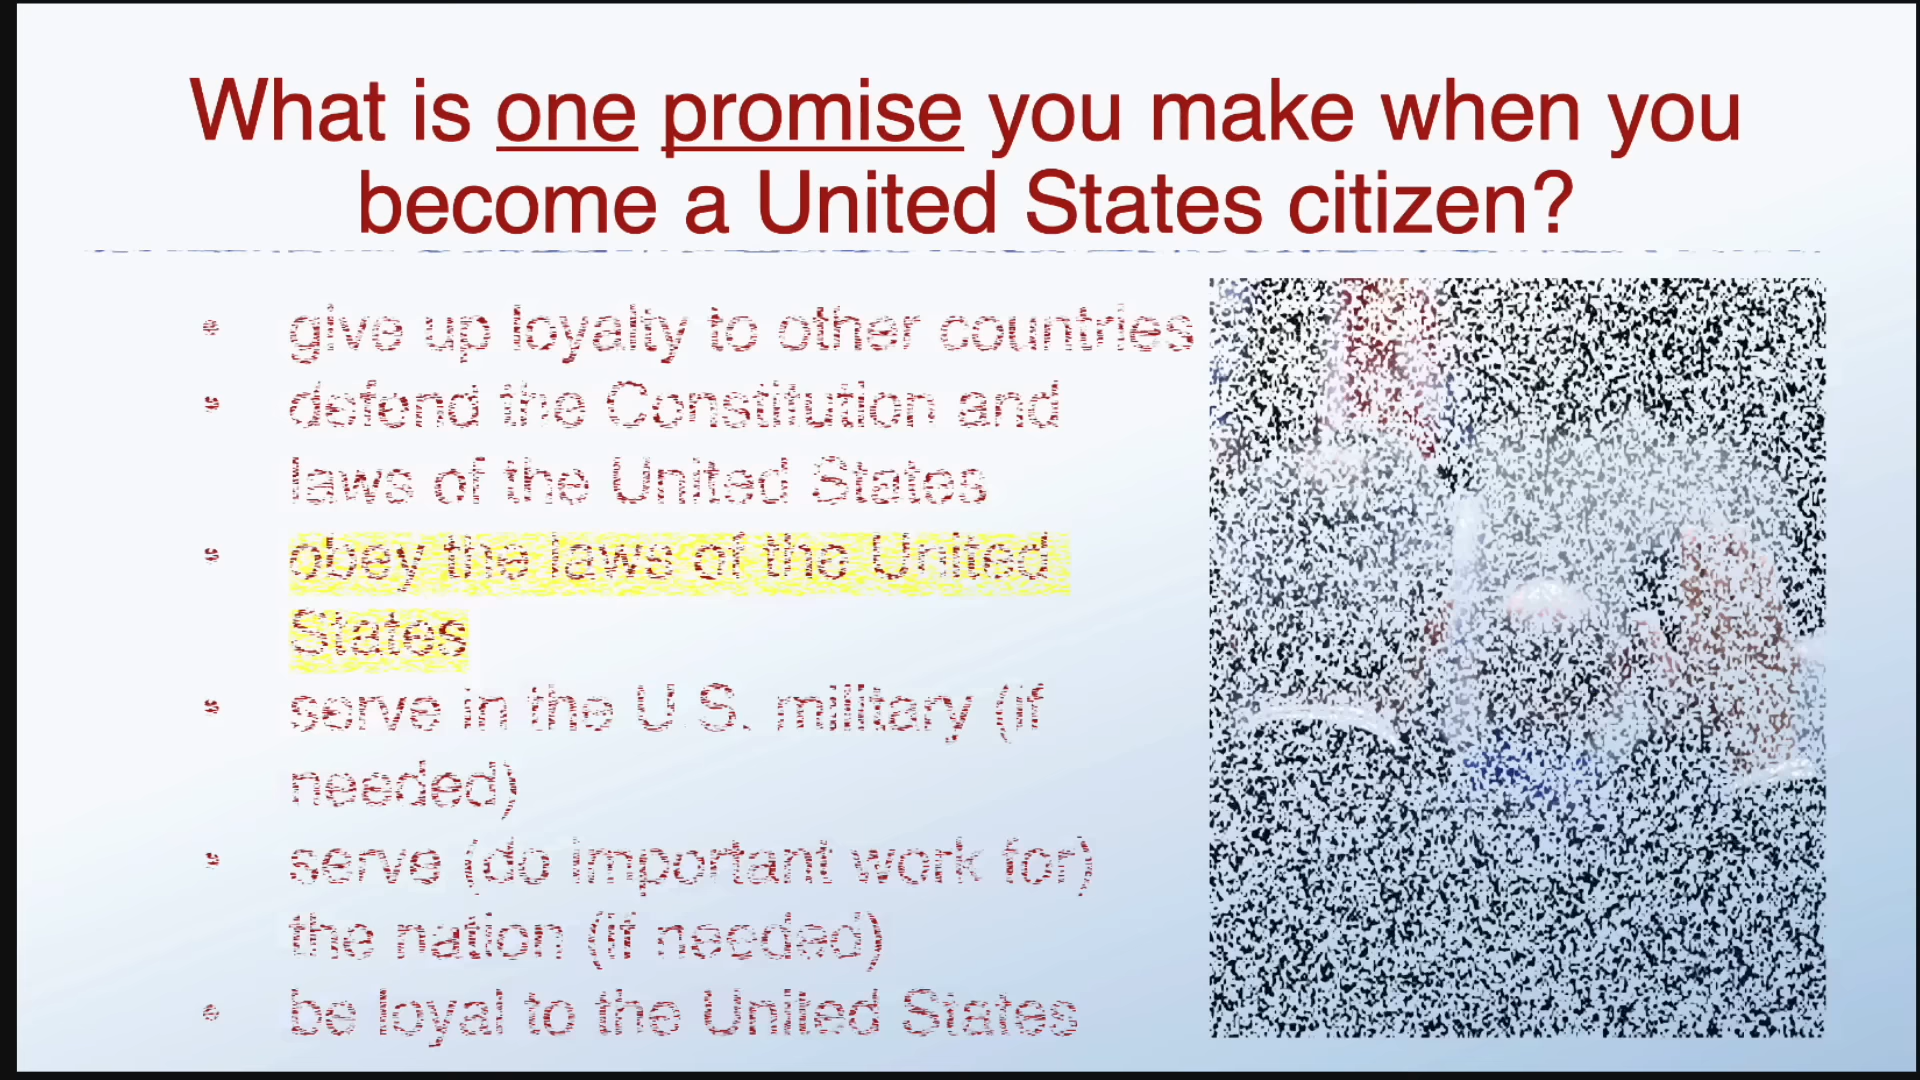 What is one promise you make when you
become a United States citizen?
• give up loyalty to other countries
• defend the Constitution and
laws of the United States
• obey the laws of the United
States
• serve in the U.S. military (if
needed)
• serve (do important work for)
the nation (if needed)
• be loyal to the United States